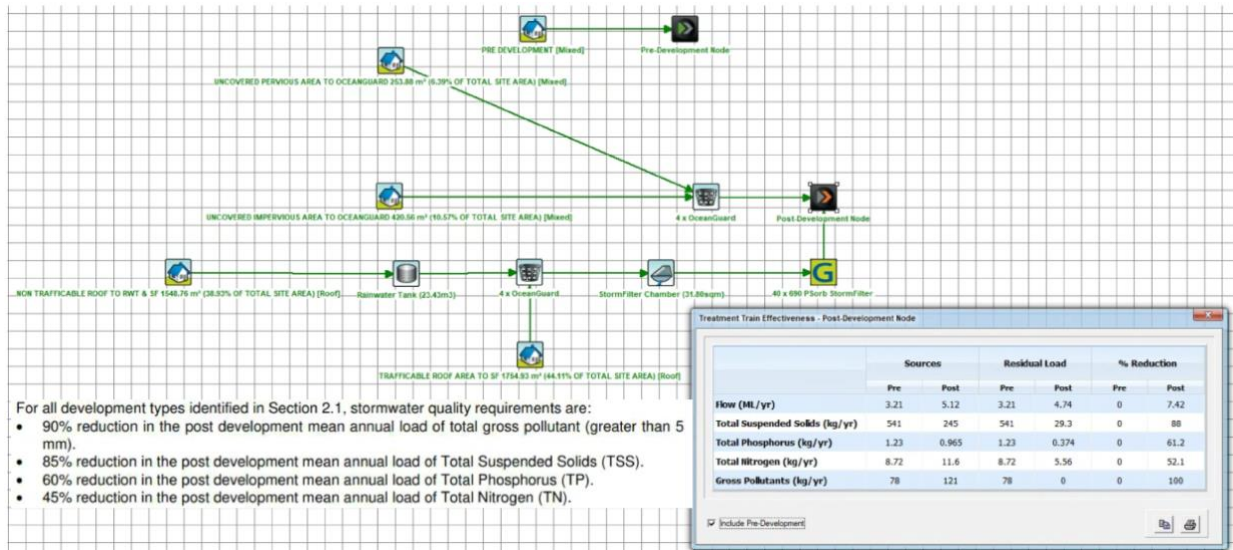 PRE DEVELOPMENT [Mixed]
Pre-Development Node
UNCOVERED PERVIOUS AREA TO OCEANGUARD 253.88 m² (6.39% OF TOTAL SITE AREA) [Mixed]
UNCOVERED IMPERVIOUS AREA TO OCEANGUARD 420.56 m² (10.57% OF TOTAL SITE AREA) [Mixed]
4 x OceanGuard
Post-Development Node
NON TRAFFICABLE ROOF TO RWT & SF 1548.76 m² (38.93% OF TOTAL SITE AREA) [Roof]
Rainwater Tank (23.43m3)
4 x OceanGuard
StormFilter Chamber (31.80sqm)
40 x 690 PSorb StormFilter
TRAFFICABLE ROOF AREA TO SF 1754.93 m² (44.11% OF TOTAL SITE AREA) [Roof]
For all development types identified in Section 2.1, stormwater quality requirements are:
• 90% reduction in the post development mean annual load of total gross pollutant (greater than 5
mm).
• 85% reduction in the post development mean annual load of Total Suspended Solids (TSS).
• 60% reduction in the post development mean annual load of Total Phosphorus (TP).
• 45% reduction in the post development mean annual load of Total Nitrogen (TN).
Treatment Train Effectiveness - Post-Development Node
Sources Residual Load % Reduction
Pre Post Pre Post Pre Post
Flow (ML/yr) 3.21 5.12 3.21 4.74 0 7.42
Total Suspended Solids (kg/yr) 541 245 541 29.3 0 88
Total Phosphorus (kg/yr) 1.23 0.965 1.23 0.374 0 61.2
Total Nitrogen (kg/yr) 8.72 11.6 8.72 5.56 0 52.1
Gross Pollutants (kg/yr) 78 121 78 0 0 100
Include Pre-Development